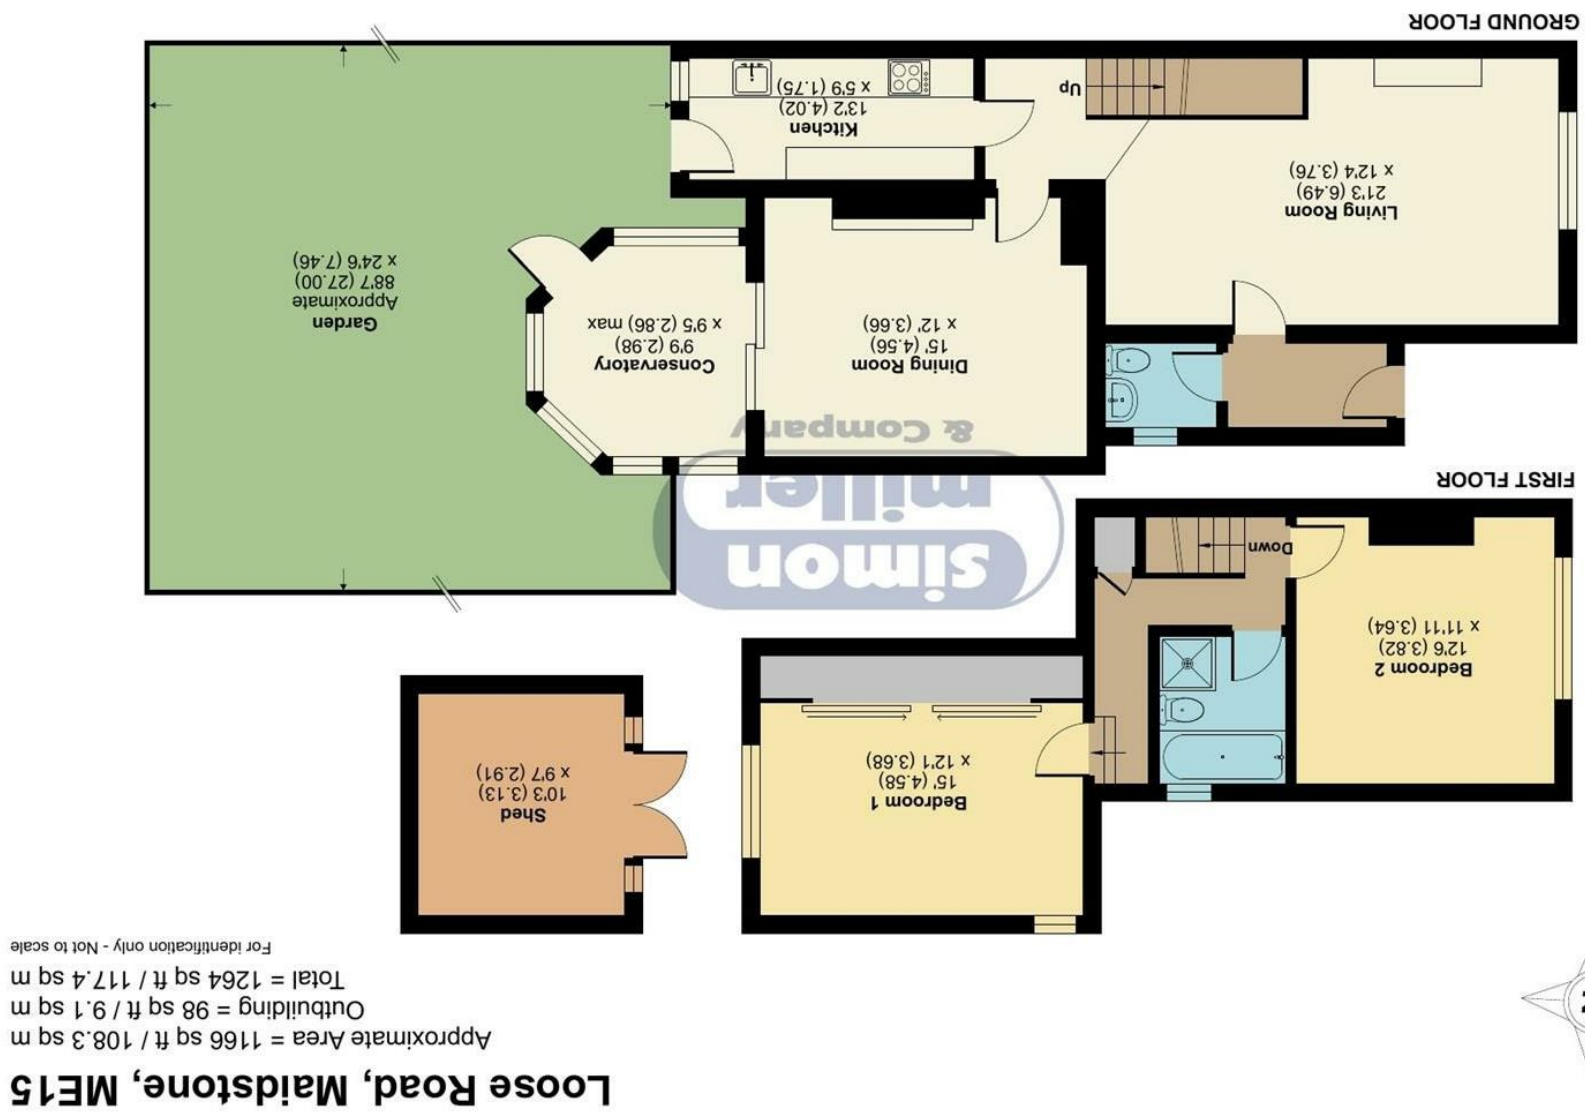 Loose Road, Maidstone, ME15
Approximate Area = 1166 sq ft / 108.3 sq m
Outbuilding = 98 sq ft / 9.1 sq m
Total = 1264 sq ft / 117.4 sq m
For identification only - Not to scale
Shed
10'3 (3.13)
x 9'7 (2.91)
Bedroom 1
15' (4.58)
x 12'1 (3.68)
Bedroom 2
12'6 (3.82)
x 11'11 (3.64)
Down
FIRST FLOOR
simon
miller
& Company
Garden
Approximate
88'7 (27.00)
x 24'6 (7.46)
Conservatory
9'9 (2.98)
x 9'5 (2.86) max
Dining Room
15' (4.56)
x 12' (3.66)
Living Room
21'3 (6.49)
x 12'4 (3.76)
Kitchen
13'2 (4.02)
x 5'9 (1.75)
Up
GROUND FLOOR